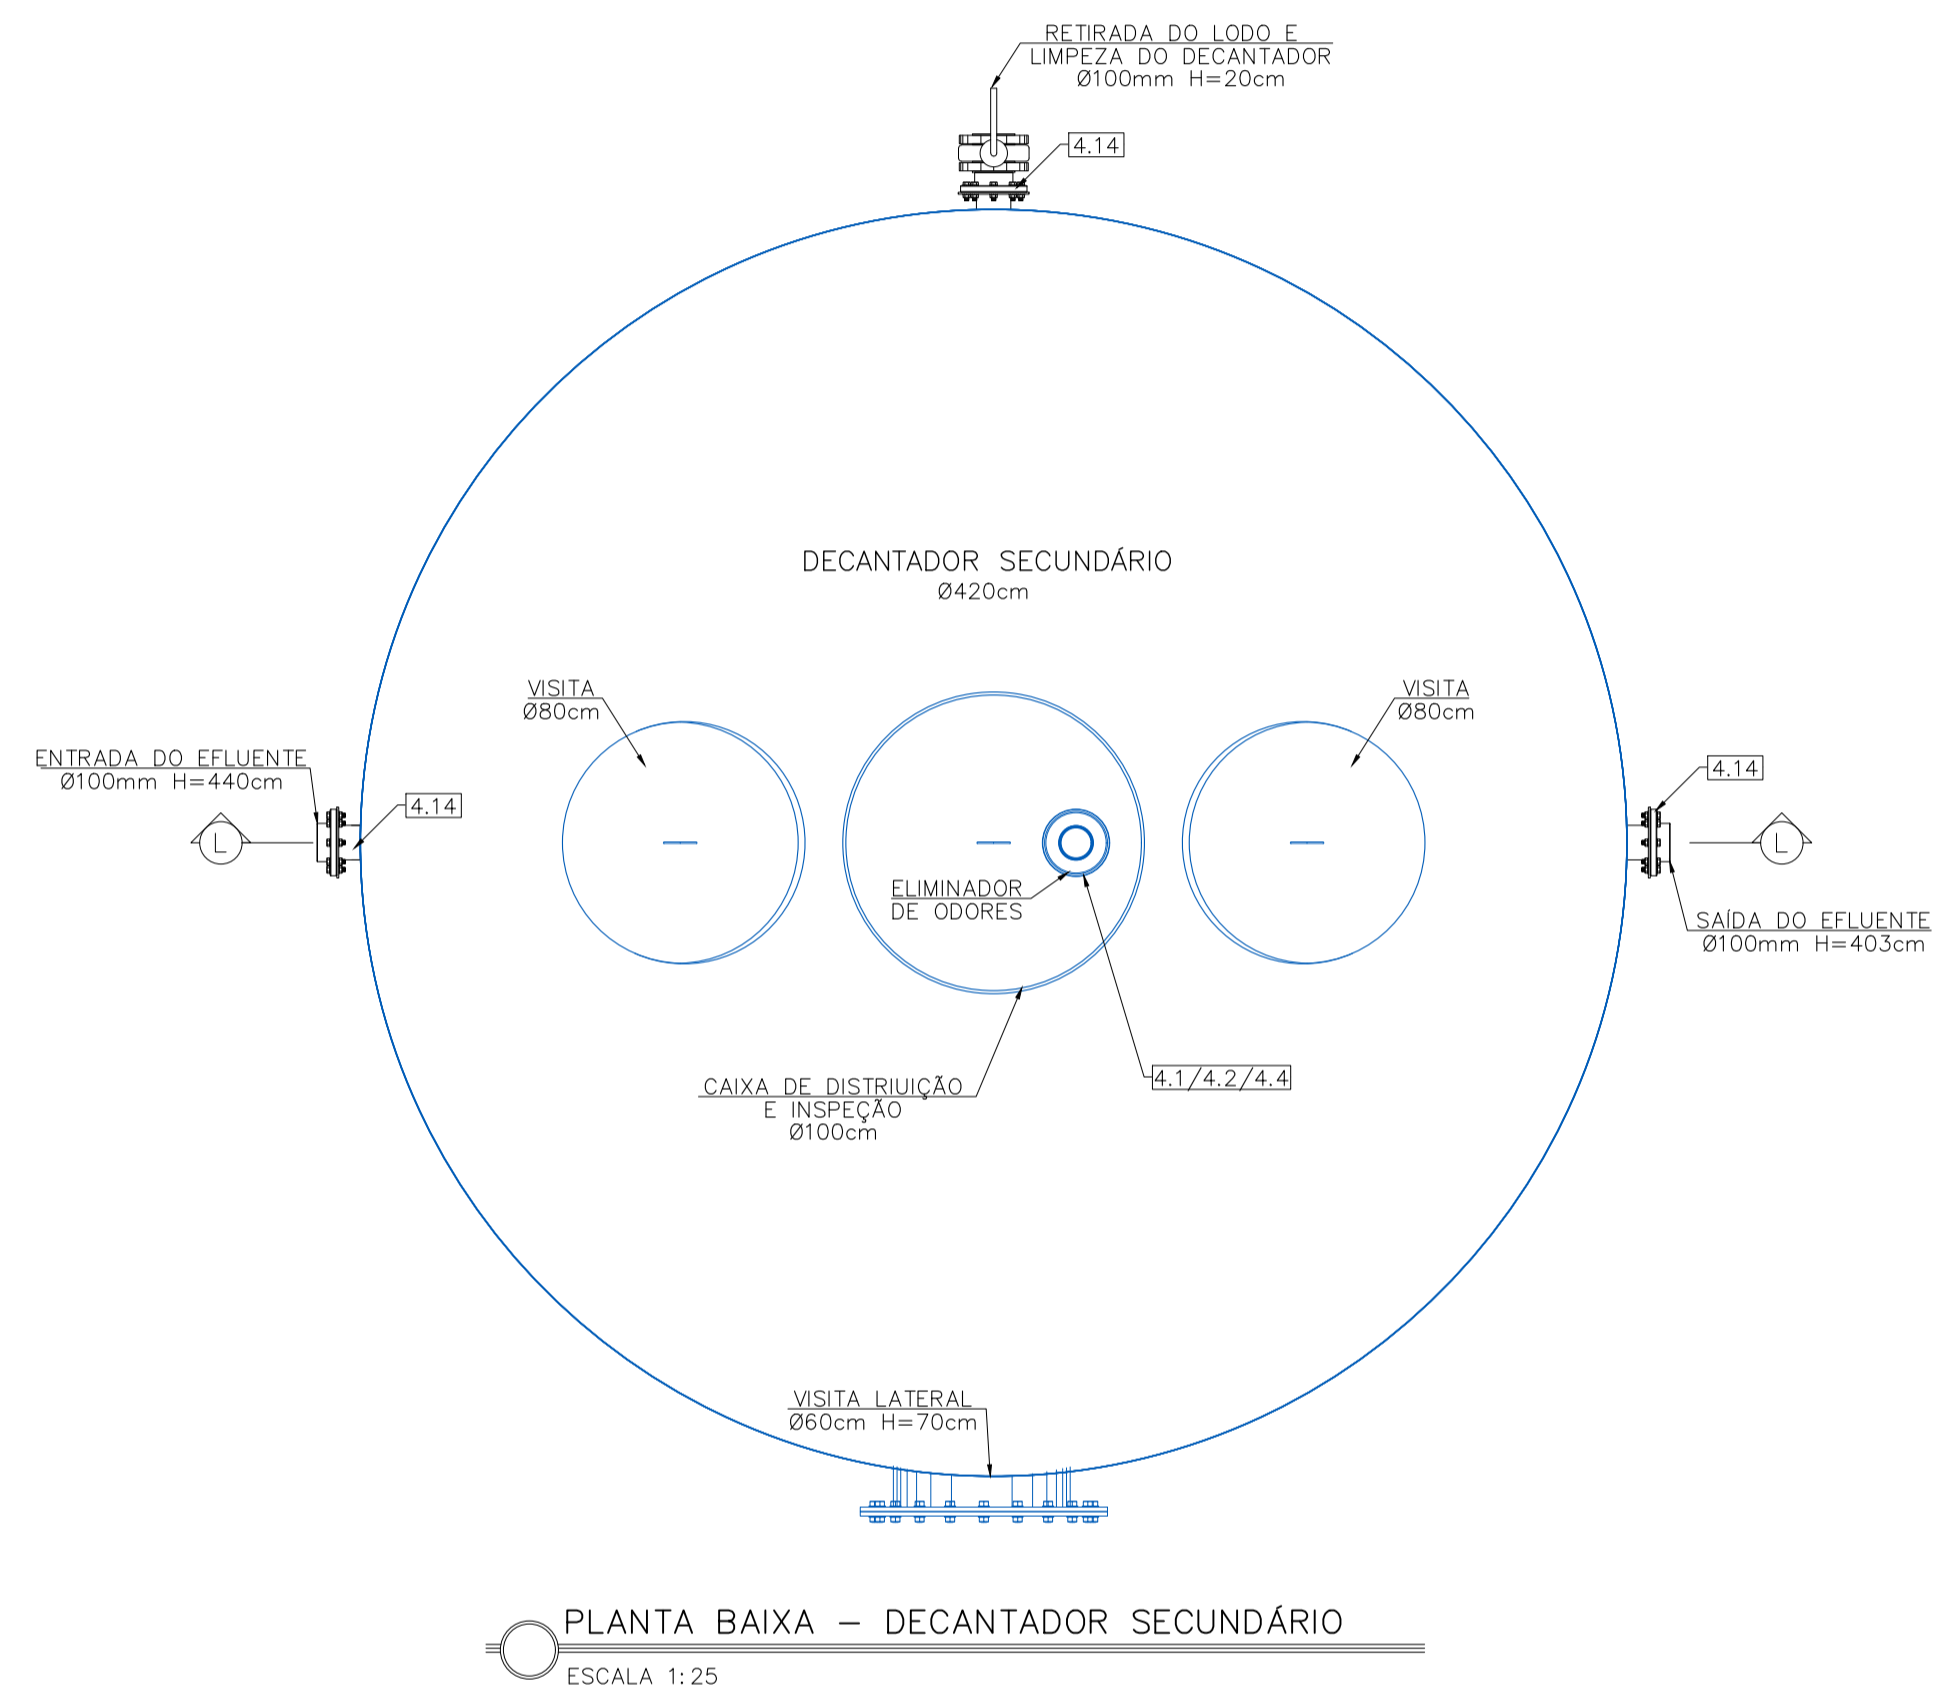 RETIRADA DO LODO E
LIMPEZA DO DECANTADOR
Ø100mm H=20cm
4.14
DECANTADOR SECUNDÁRIO
Ø420cm
VISITA
Ø80cm
VISITA
Ø80cm
ENTRADA DO EFLUENTE
Ø100mm H=440cm
4.14
L
4.14
L
ELIMINADOR
DE ODORES
SAÍDA DO EFLUENTE
Ø100mm H=403cm
4.1/4.2/4.4
CAIXA DE DISTRIUIÇÃO
E INSPEÇÃO
Ø100cm
VISITA LATERAL
Ø60cm H=70cm
PLANTA BAIXA – DECANTADOR SECUNDÁRIO
ESCALA 1:25